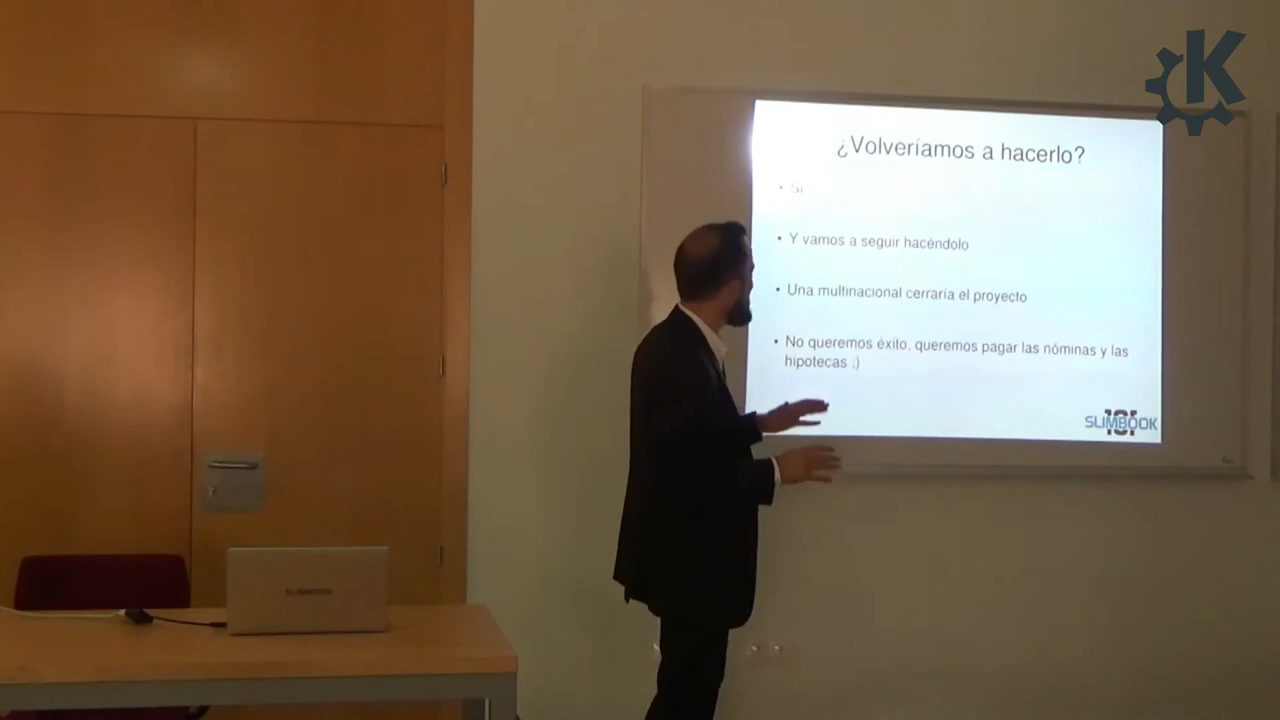 ¿Volveríamos a hacerlo?
• Sí
• Y vamos a seguir hacéndolo
• Una multinacional cerraría el proyecto
• No queremos éxito, queremos pagar las nóminas y las
hipotecas :)
SLIMBOOK
SLIMBOOK
K